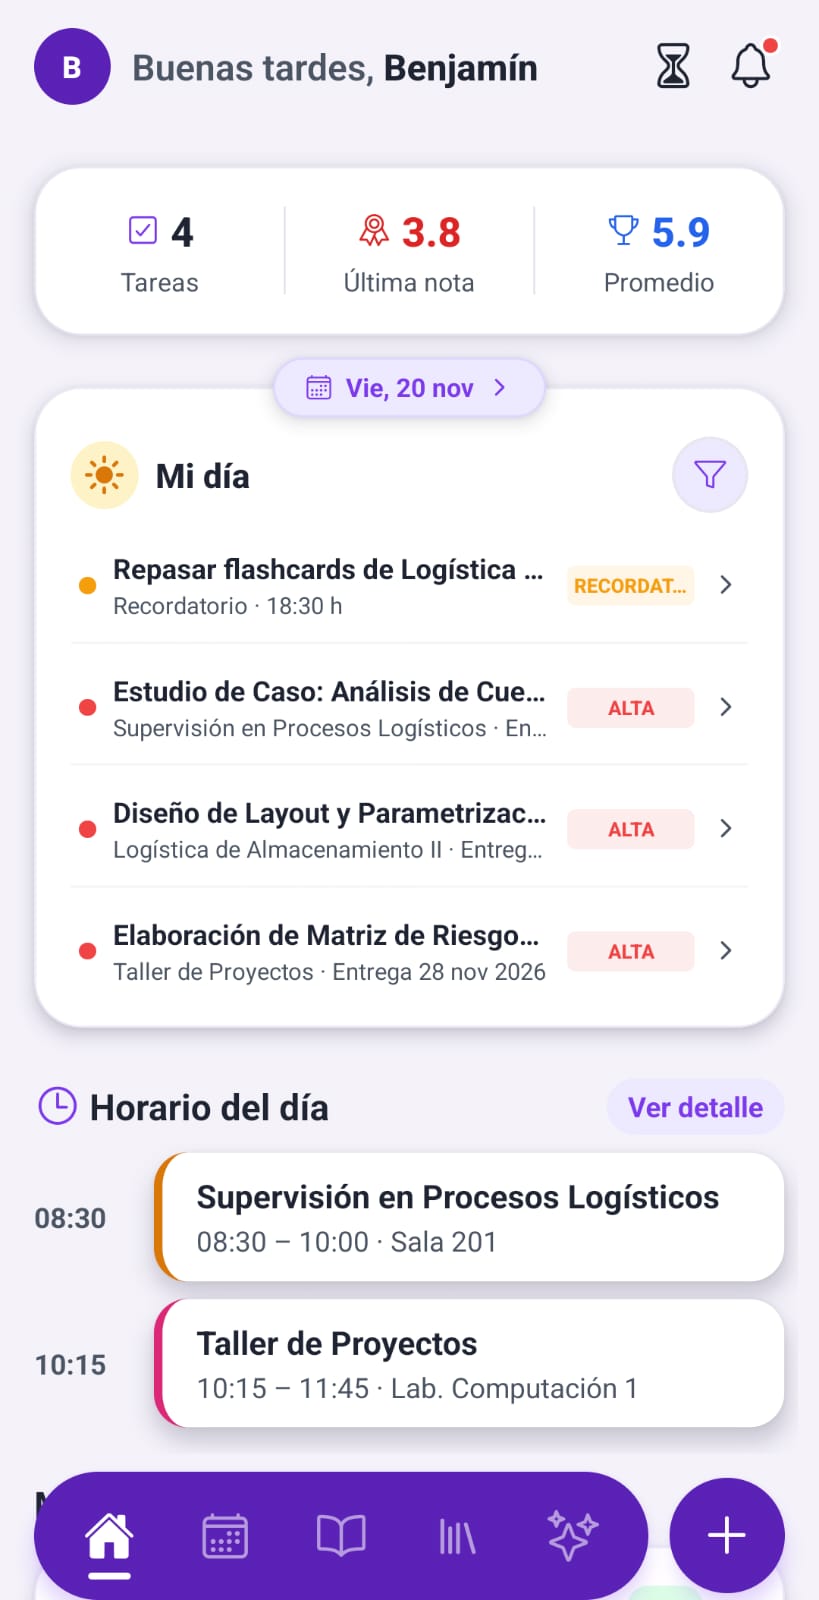 B
Buenas tardes, Benjamín
4
Tareas
3.8
Última nota
5.9
Promedio
Vie, 20 nov
Mi día
Repasar flashcards de Logística ...
Recordatorio · 18:30 h
RECORDAT...
Estudio de Caso: Análisis de Cue...
Supervisión en Procesos Logísticos · En...
ALTA
Diseño de Layout y Parametrizac...
Logística de Almacenamiento II · Entreg...
ALTA
Elaboración de Matriz de Riesgo...
Taller de Proyectos · Entrega 28 nov 2026
ALTA
Horario del día
Ver detalle
08:30
Supervisión en Procesos Logísticos
08:30 – 10:00 · Sala 201
10:15
Taller de Proyectos
10:15 – 11:45 · Lab. Computación 1